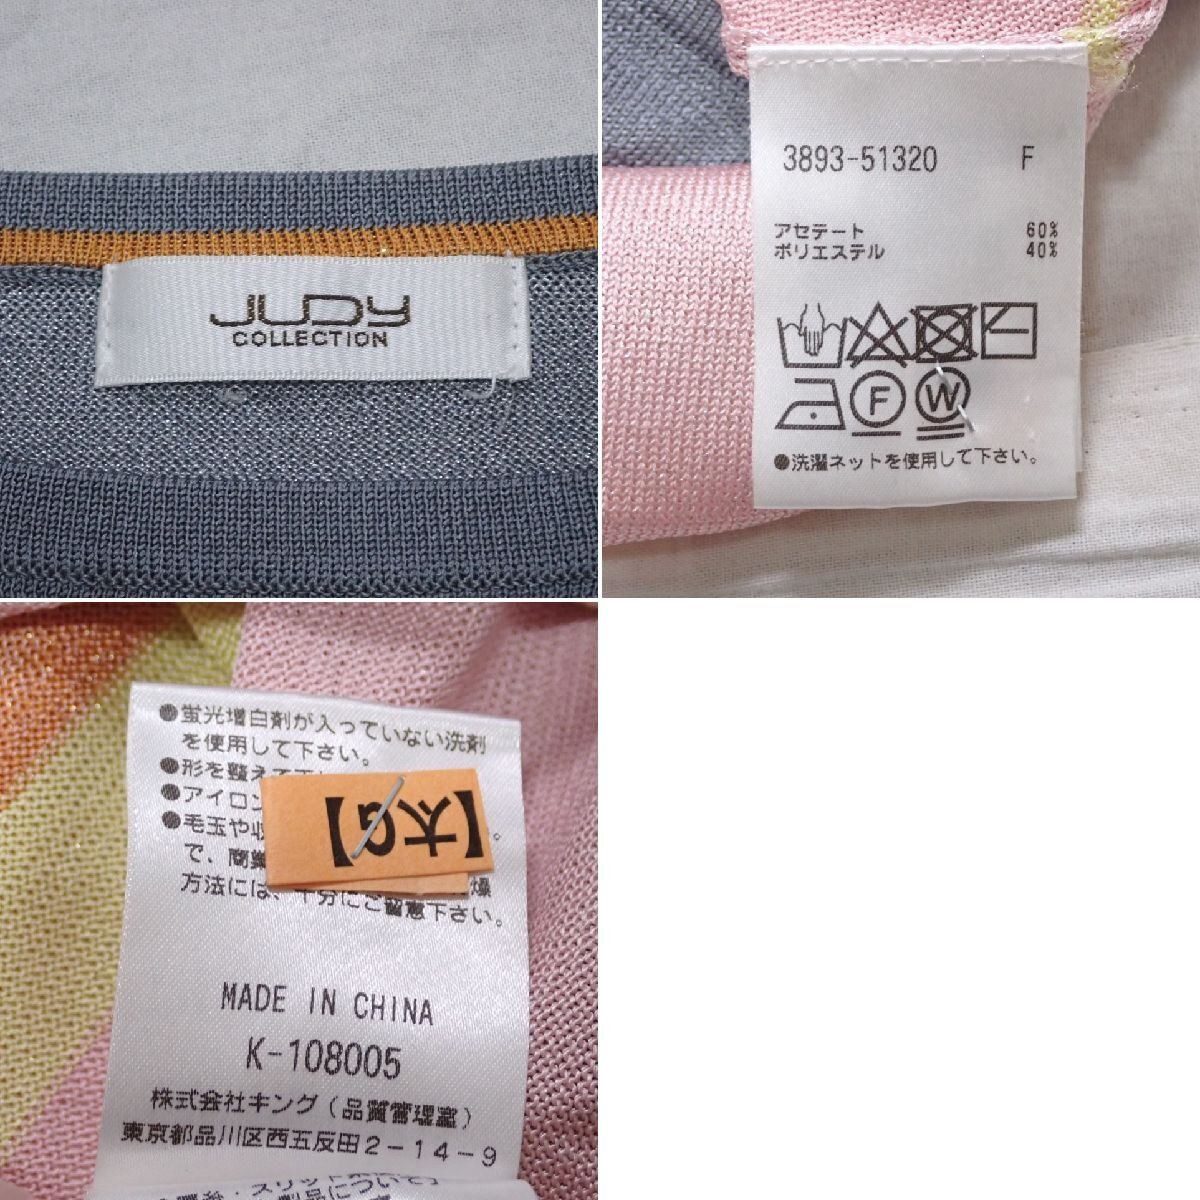 JUDY
COLLECTION
3893-51320 F
アセテート 60%
ポリエステル 40%
F
W
●洗濯ネットを使用して下さい。
●蛍光増白剤が入っていない洗剤
を使用して下さい。
●形を整えて
●アイロン
●毛玉や
で、
方法には、十分にご留意下さい。
【太G】
MADE IN CHINA
K-108005
株式会社キング(品質管理室)
東京都品川区西五反田2-14-9